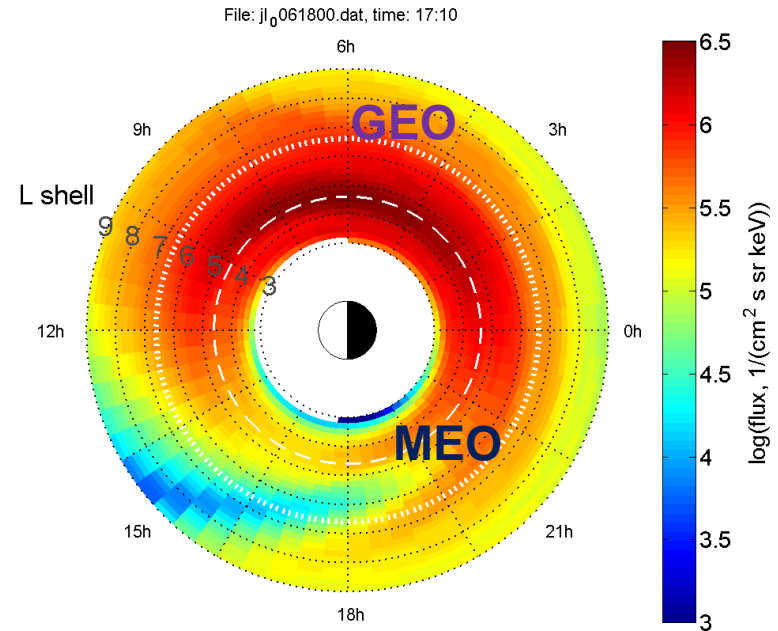 File: jI₀061800.dat, time: 17:10
6h
9h
3h
GEO
L shell
9 8 7 6 5 4 3
12h
0h
MEO
15h
21h
18h
6.5
6
5.5
5
4.5
4
3.5
3
log(flux, 1/(cm² s sr keV))